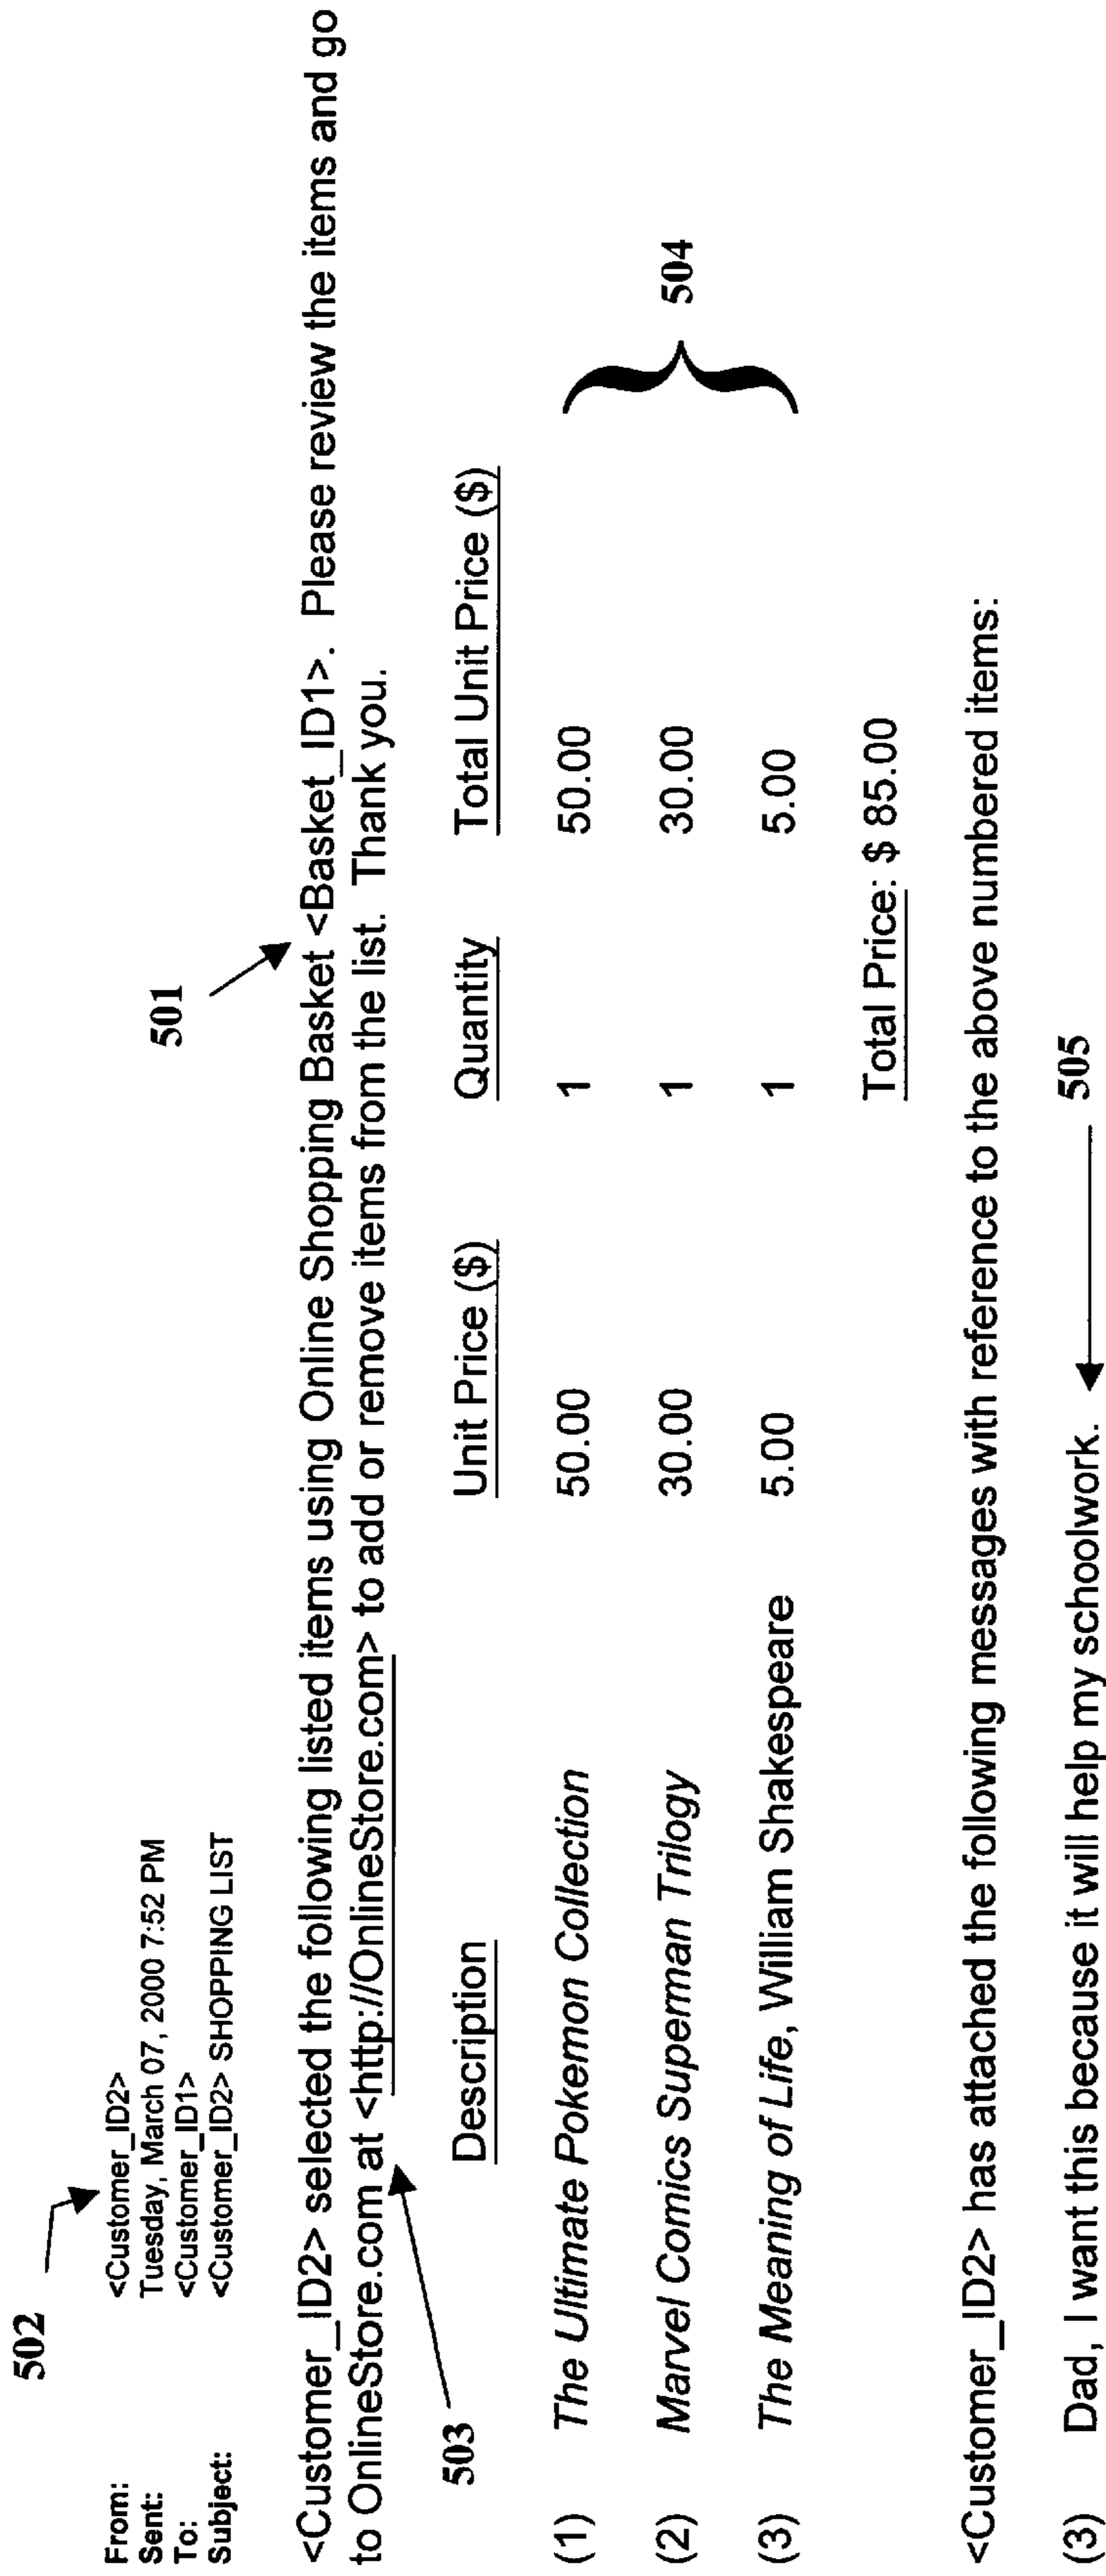 502
From: <Customer_ID2>
Sent: Tuesday, March 07, 2000 7:52 PM
To: <Customer_ID1>
Subject: <Customer_ID2> SHOPPING LIST
501
<Customer_ID2> selected the following listed items using Online Shopping Basket <Basket_ID1>. Please review the items and go
to OnlineStore.com at <http://OnlineStore.com> to add or remove items from the list. Thank you.
503
Description Unit Price ($) Quantity Total Unit Price ($)
(1) The Ultimate Pokemon Collection 50.00 1 50.00
(2) Marvel Comics Superman Trilogy 30.00 1 30.00
504
(3) The Meaning of Life, William Shakespeare 5.00 1 5.00
Total Price: $ 85.00
<Customer_ID2> has attached the following messages with reference to the above numbered items:
(3) Dad, I want this because it will help my schoolwork. 505